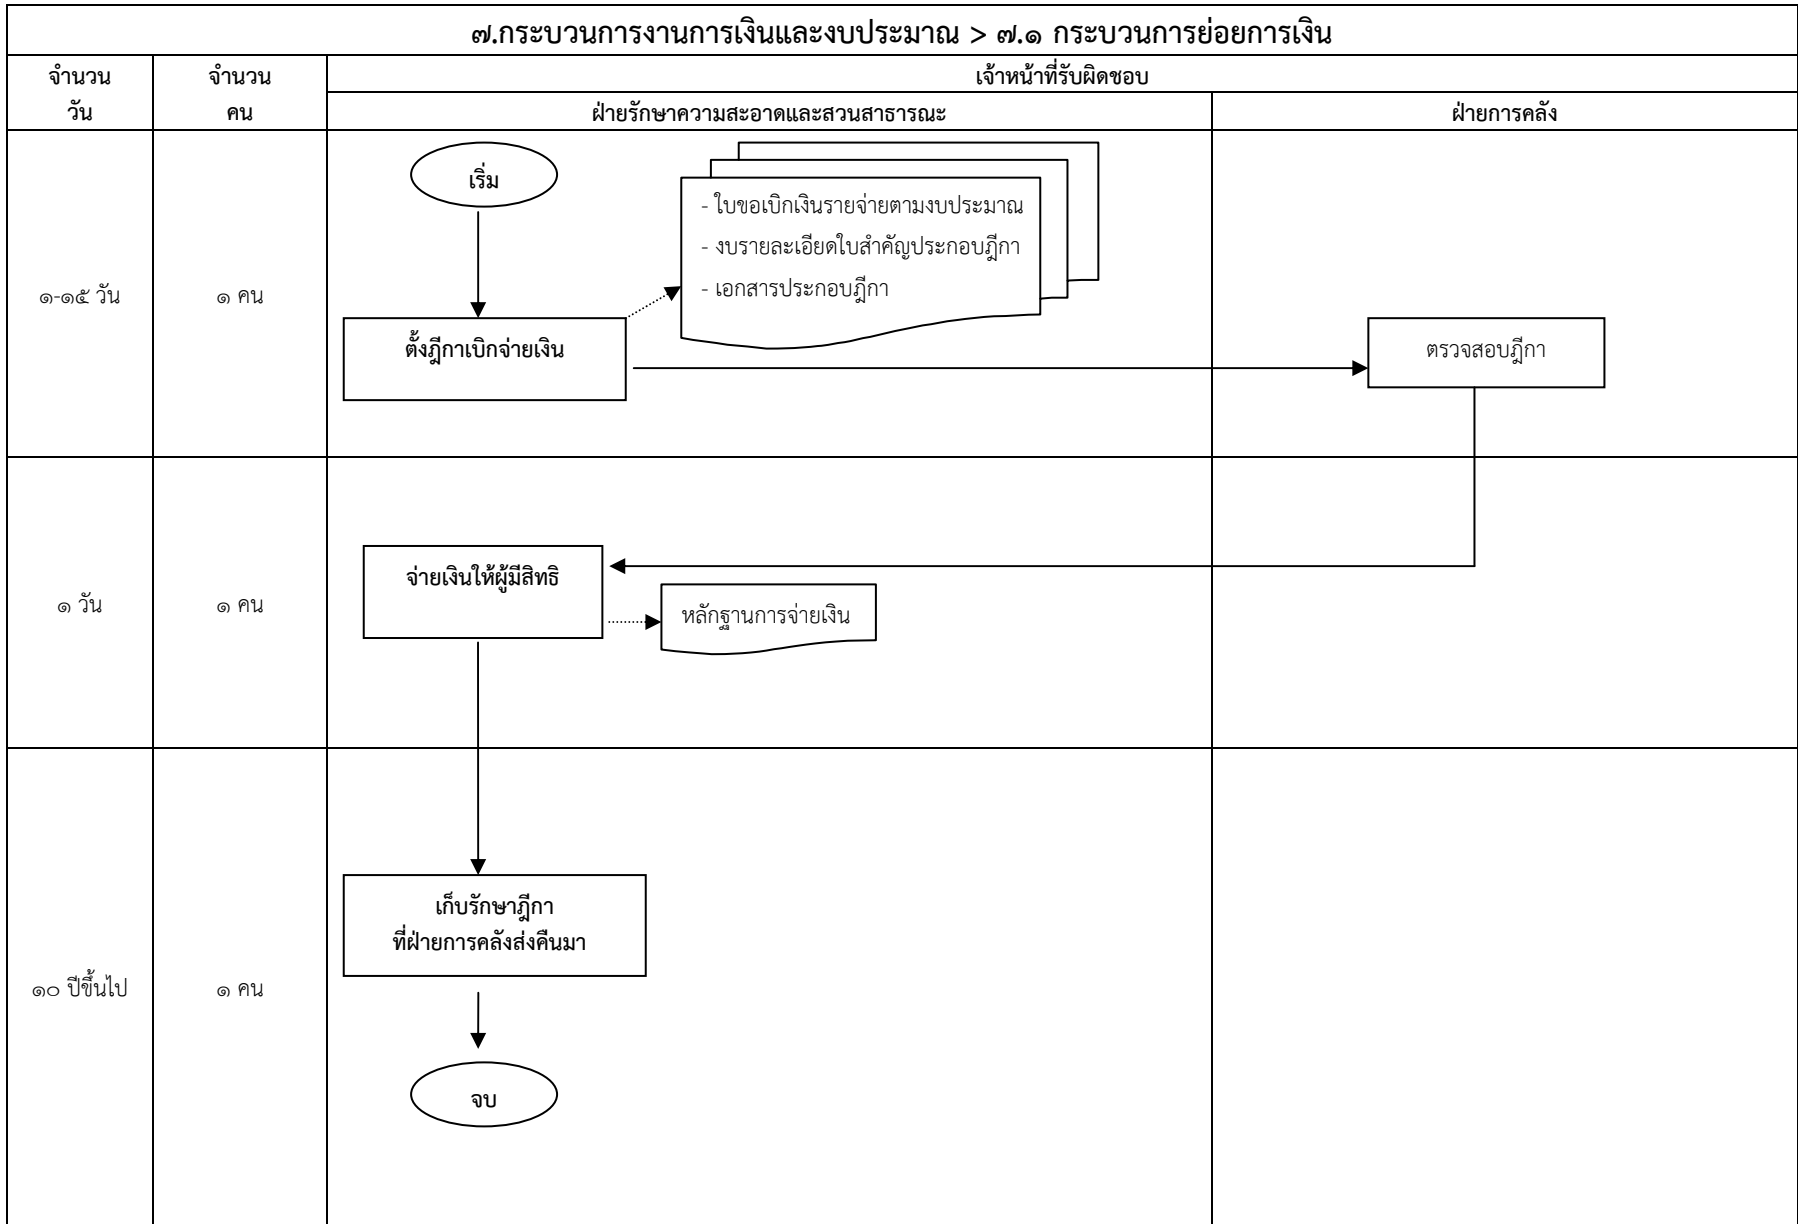 ๗.กระบวนการงานการเงินและงบประมาณ > ๗.๑ กระบวนการย่อยการเงิน
จำนวน
วัน
จำนวน
คน
เจ้าหน้าที่รับผิดชอบ
ฝ่ายรักษาความสะอาดและสวนสาธารณะ
ฝ่ายการคลัง
๑-๑๕ วัน
๑ คน
เริ่ม
- ใบขอเบิกเงินรายจ่ายตามงบประมาณ
- งบรายละเอียดใบสำคัญประกอบฎีกา
- เอกสารประกอบฎีกา
ตั้งฎีกาเบิกจ่ายเงิน
ตรวจสอบฎีกา
๑ วัน
๑ คน
จ่ายเงินให้ผู้มีสิทธิ
หลักฐานการจ่ายเงิน
๑๐ ปีขึ้นไป
๑ คน
เก็บรักษาฎีกา
ที่ฝ่ายการคลังส่งคืนมา
จบ